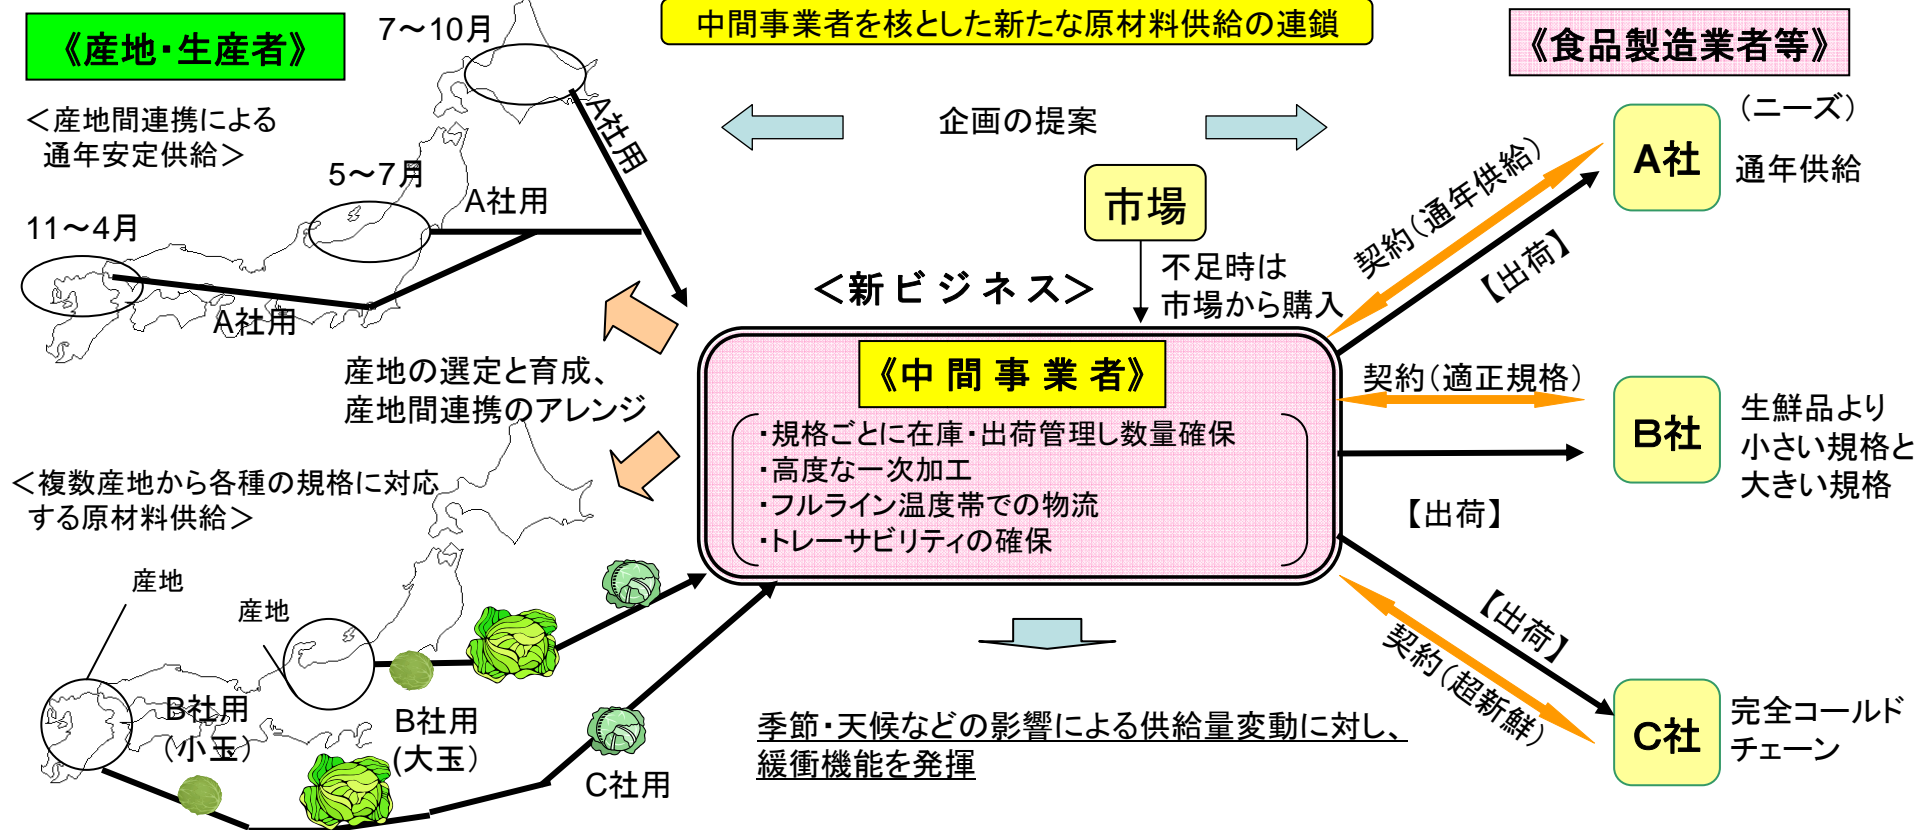 中間事業者を核とした新たな原材料供給の連鎖
《産地・生産者》
＜産地間連携による
通年安定供給＞
7～10月
5～7月
11～4月
A社用
A社用
A社用
企画の提案
市場
不足時は
市場から購入
＜新ビジネス＞
《中間事業者》
・規格ごとに在庫・出荷管理し数量確保
・高度な一次加工
・フルライン温度帯での物流
・トレーサビリティの確保
産地の選定と育成、
産地間連携のアレンジ
＜複数産地から各種の規格に対応
する原材料供給＞
産地
産地
B社用
（小玉）
B社用
(大玉）
C社用
季節・天候などの影響による供給量変動に対し、
緩衝機能を発揮
《食品製造業者等》
（ニーズ）
A社
通年供給
契約（通年供給）
【出荷】
契約（適正規格）
B社
生鮮品より
小さい規格と
大きい規格
【出荷】
【出荷】
契約（超新鮮）
C社
完全コールド
チェーン